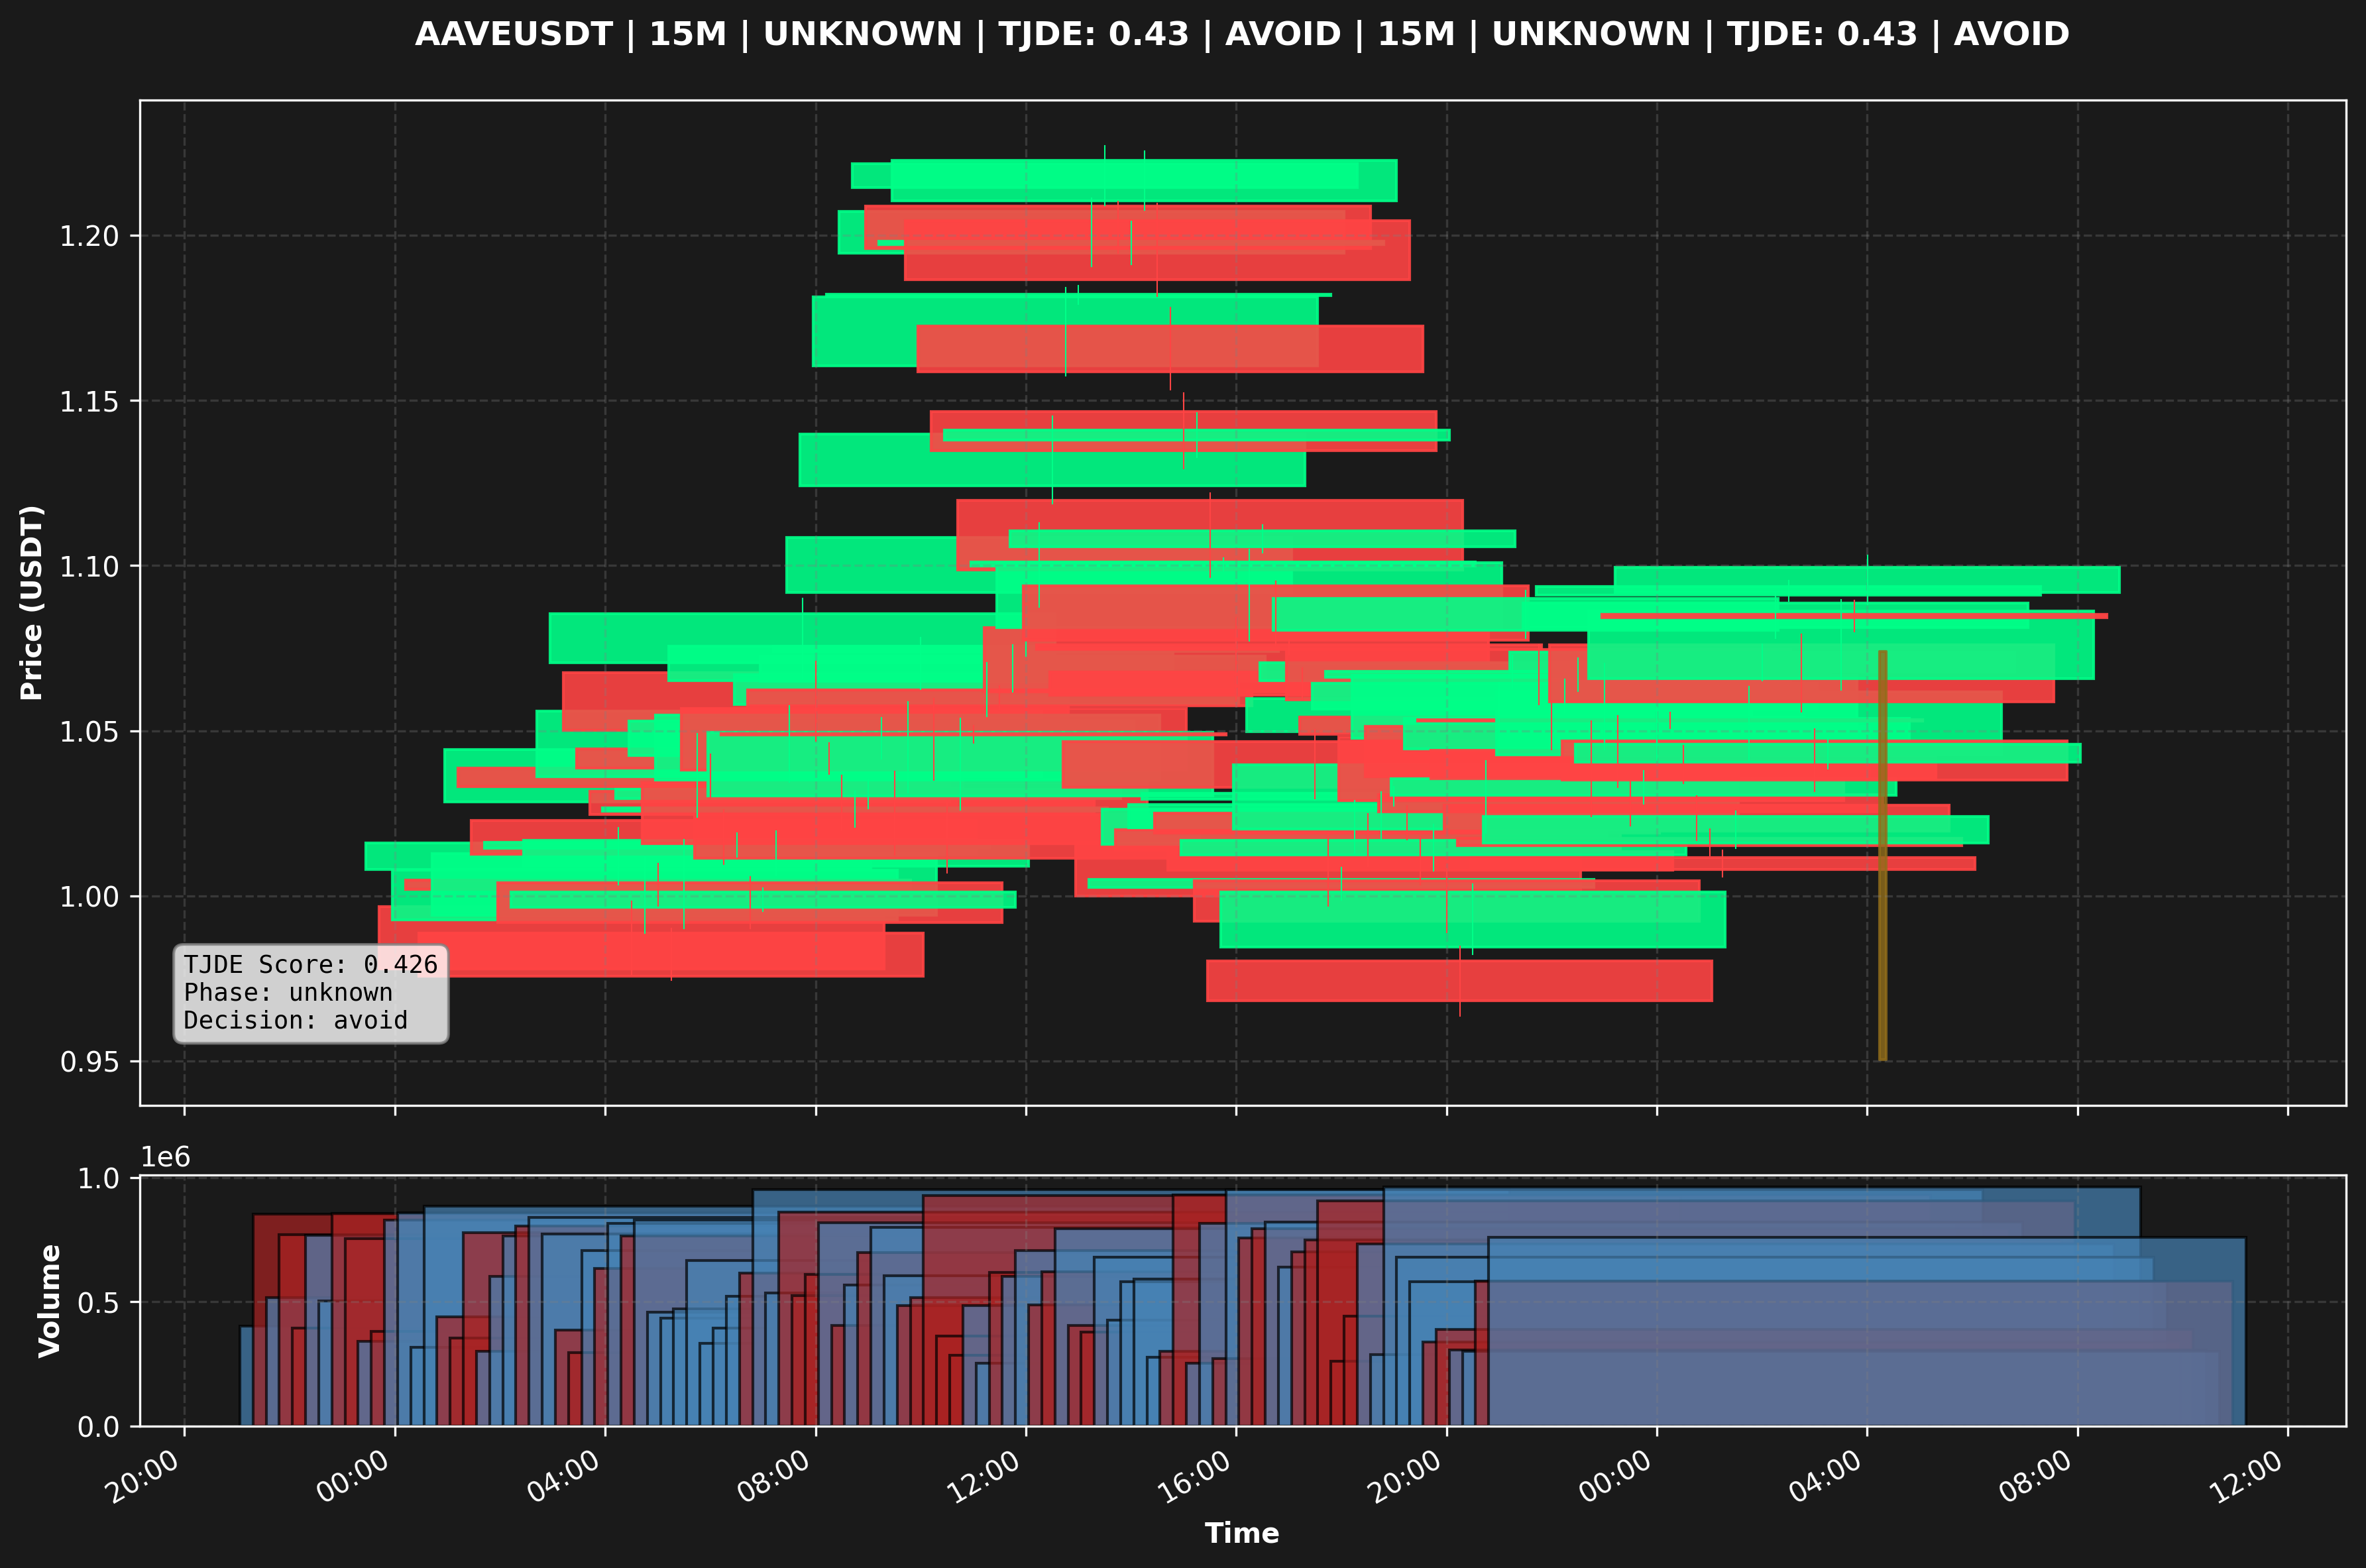 AAVEUSDT | 15M | UNKNOWN | TJDE: 0.43 | AVOID | 15M | UNKNOWN | TJDE: 0.43 | AVOID
Price (USDT)
1.20
1.15
1.10
1.05
1.00
0.95
TJDE Score: 0.426
Phase: unknown
Decision: avoid
1e6
Volume
1.0
0.5
0.0
20:00 00:00 04:00 08:00 12:00 16:00 20:00 00:00 04:00 08:00 12:00
Time